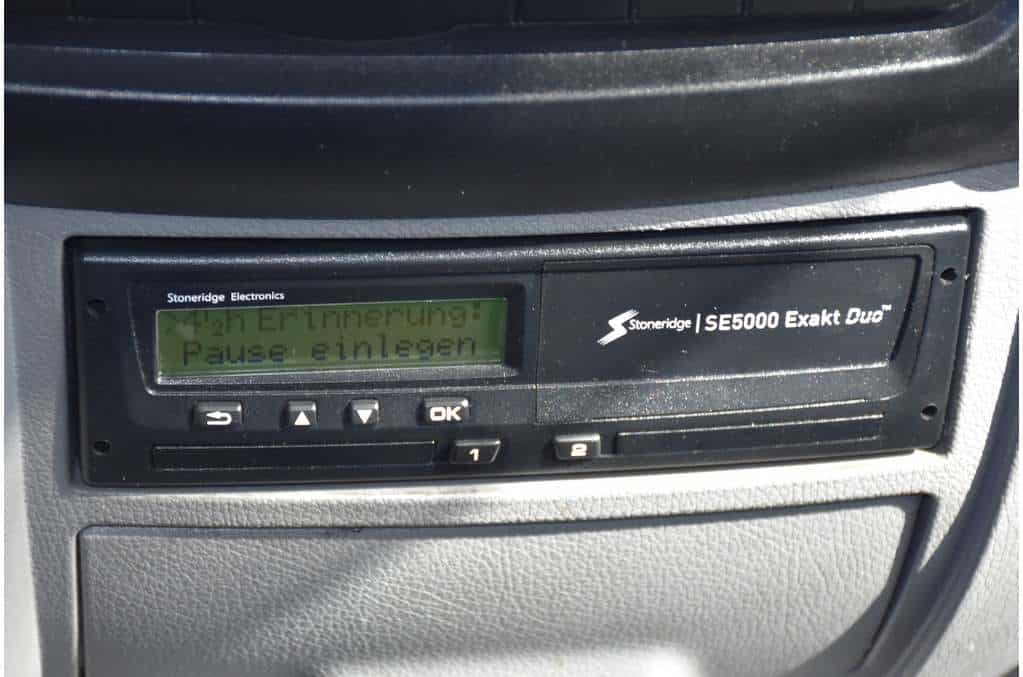 Stoneridge Electronics
4½h Erinnerung!
Pause einlegen
OK
1
2
Stoneridge | SE5000 Exakt Duo™